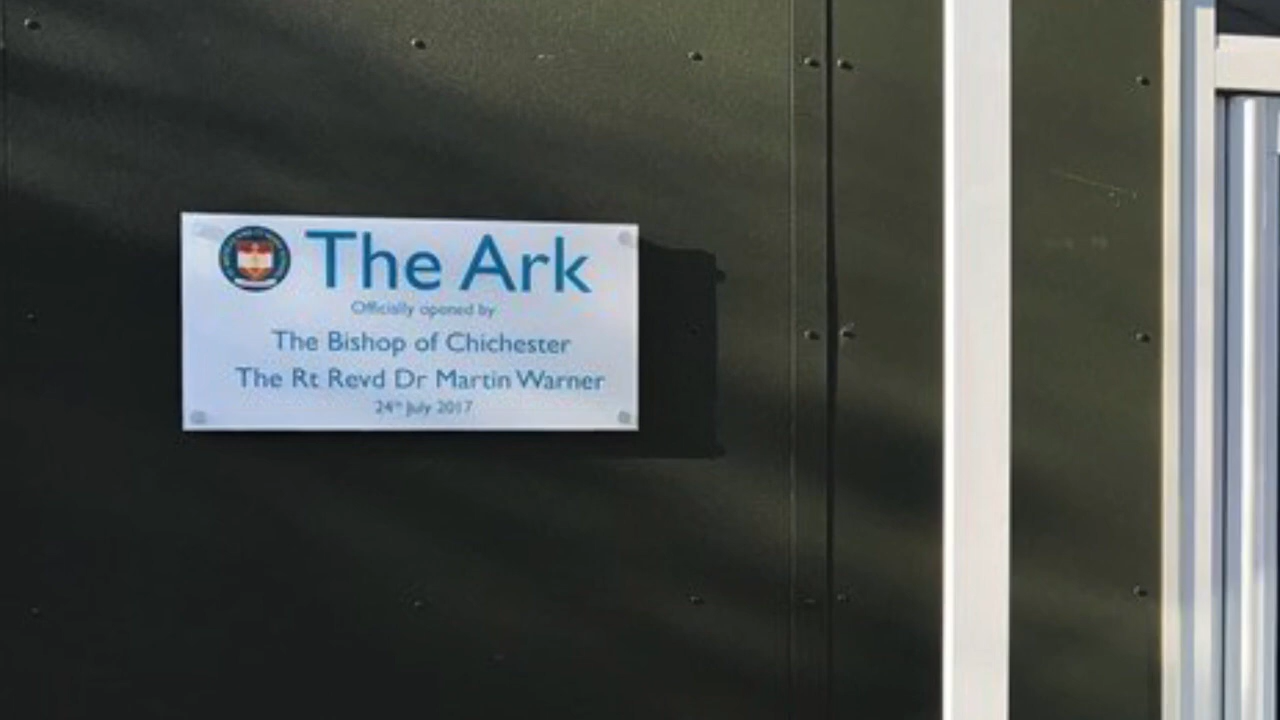 The Ark
Officially opened by
The Bishop of Chichester
The Rt Revd Dr Martin Warner
24th July 2017